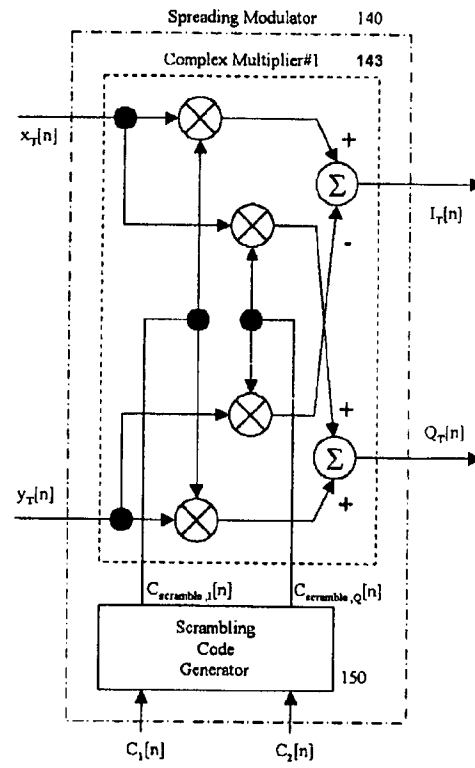 Spreading Modulator 140
Complex Multiplier#1 143
x_T[n]
+
Σ
I_T[n]
-
+
Q_T[n]
Σ
y_T[n]
+
C_scramble,I[n] C_scramble,Q[n]
Scrambling
Code
Generator
150
C_1[n] C_2[n]